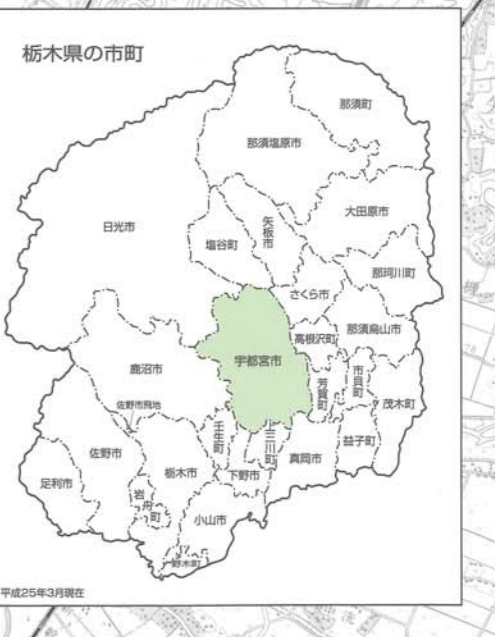 栃木県の市町
那須町
那須塩原市
大田原市
矢板市
日光市
塩谷町
那珂川町
さくら市
那須烏山市
高根沢町
宇都宮市
鹿沼市
市貝町
芳賀町
茂木町
佐野市飛地
壬生町
上三川町
益子町
佐野市
真岡市
栃木市
下野市
足利市
岩舟町
小山市
野木町
平成25年3月現在